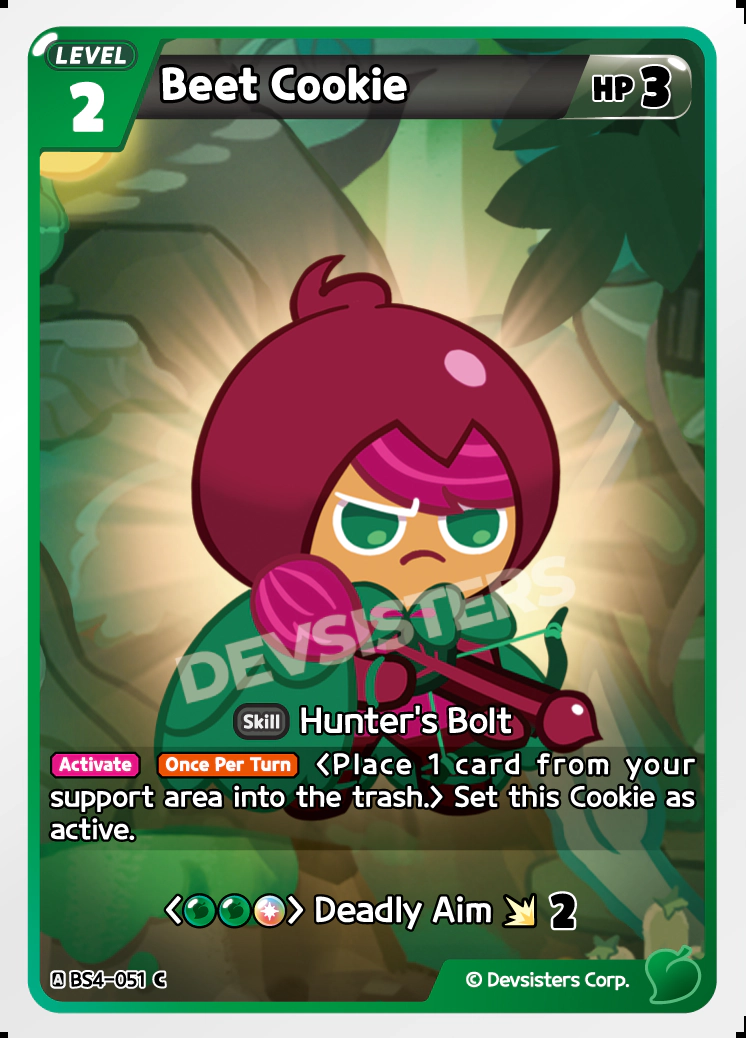 LEVEL
2
Beet Cookie
HP 3
DEVSISTERS
Skill Hunter's Bolt
Activate Once Per Turn <Place 1 card from your
support area into the trash.> Set this Cookie as
active.
< > Deadly Aim 2
A BS4-051 C
© Devsisters Corp.